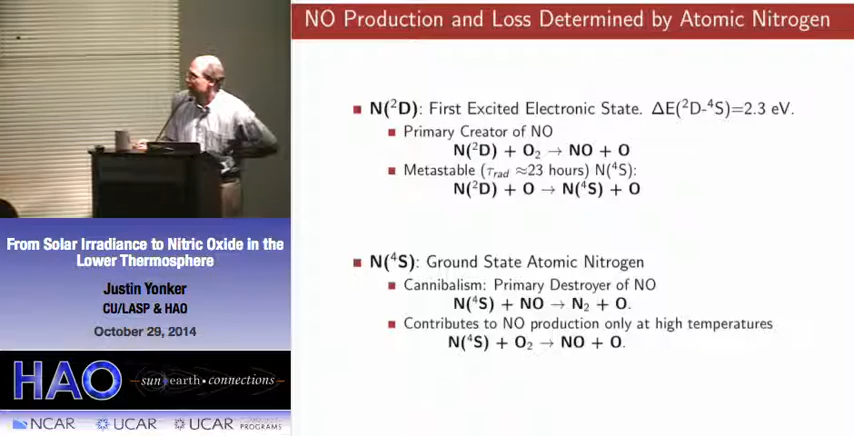 NO Production and Loss Determined by Atomic Nitrogen
N(²D): First Excited Electronic State. ΔE(²D-⁴S)=2.3 eV.
Primary Creator of NO
N(²D) + O₂ → NO + O
Metastable (τrad ≈23 hours) N(⁴S):
N(²D) + O → N(⁴S) + O
N(⁴S): Ground State Atomic Nitrogen
Cannibalism: Primary Destroyer of NO
N(⁴S) + NO → N₂ + O.
Contributes to NO production only at high temperatures
N(⁴S) + O₂ → NO + O.
From Solar Irradiance to Nitric Oxide in the
Lower Thermosphere
Justin Yonker
CU/LASP & HAO
October 29, 2014
HAO
sun earth • connections
NCAR UCAR UCAR
PROGRAMS